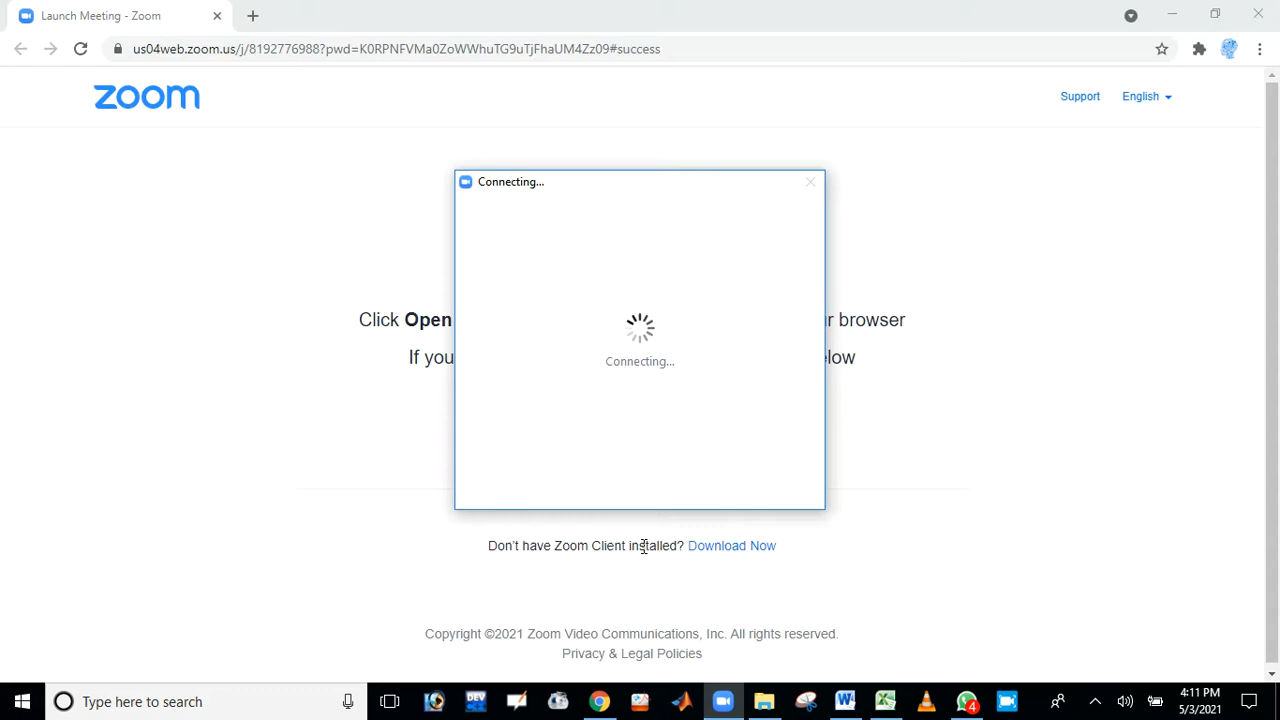 Launch Meeting - Zoom
us04web.zoom.us/j/8192776988?pwd=K0RPNFVMa0ZoWWhuTG9uTjFhaUM4Zz09#success
zoom
Support English
Connecting...
Click Open r browser
If you elow
Connecting...
Don't have Zoom Client installed? Download Now
Copyright ©2021 Zoom Video Communications, Inc. All rights reserved.
Privacy & Legal Policies
Type here to search
DEV
4
4:11 PM
5/3/2021